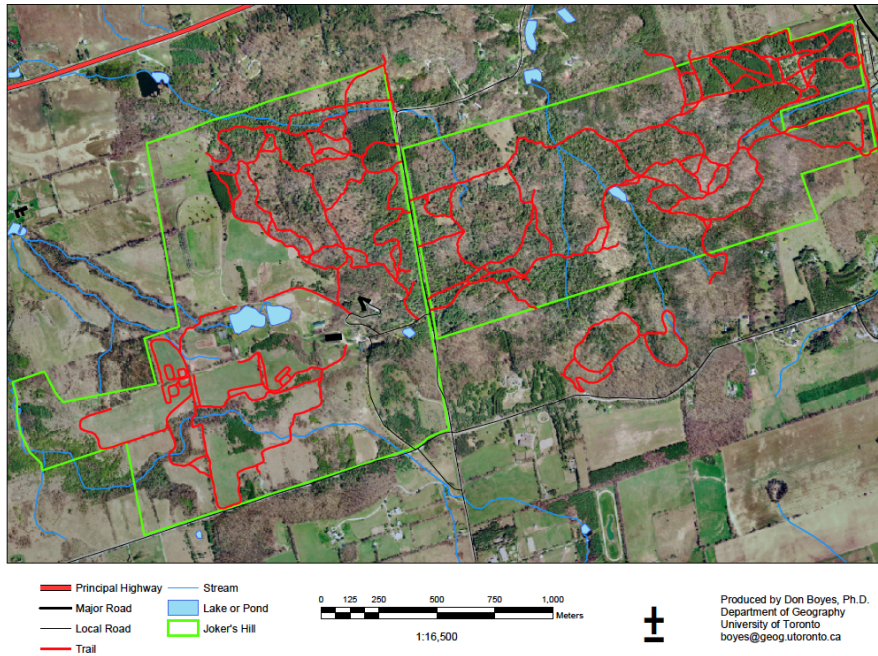 Principal Highway
Major Road
Local Road
Trail
Stream
Lake or Pond
Joker's Hill
0 125 250 500 750 1,000
Meters
1:16,500
Produced by Don Boyes, Ph.D.
Department of Geography
University of Toronto
boyes@geog.utoronto.ca